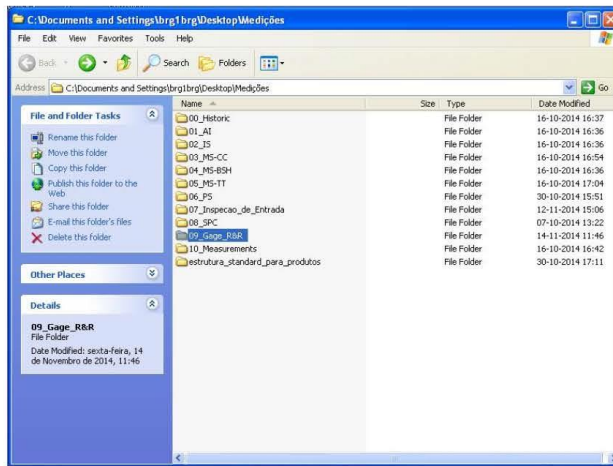 C:\Documents and Settings\brg1brg\Desktop\Medições
File Edit View Favorites Tools Help
Back Search Folders
Address C:\Documents and Settings\brg1brg\Desktop\Medições Go
File and Folder Tasks
Rename this folder
Move this folder
Copy this folder
Publish this folder to the
Web
Share this folder
E-mail this folder's files
Delete this folder
Other Places
Details
09_Gage_R&R
File Folder
Date Modified: sexta-feira, 14
de Novembro de 2014, 11:46
Name Size Type Date Modified
00_Historic File Folder 16-10-2014 16:37
01_AI File Folder 16-10-2014 16:36
02_IS File Folder 16-10-2014 16:36
03_MS-CC File Folder 16-10-2014 16:54
04_MS-BSH File Folder 16-10-2014 16:36
05_MS-TT File Folder 16-10-2014 17:04
06_PS File Folder 30-10-2014 15:51
07_Inspecao_de_Entrada File Folder 12-11-2014 15:06
08_SPC File Folder 07-10-2014 13:22
09_Gage_R&R File Folder 14-11-2014 11:46
10_Measurements File Folder 16-10-2014 16:42
estrutura_standard_para_produtos File Folder 30-10-2014 17:11